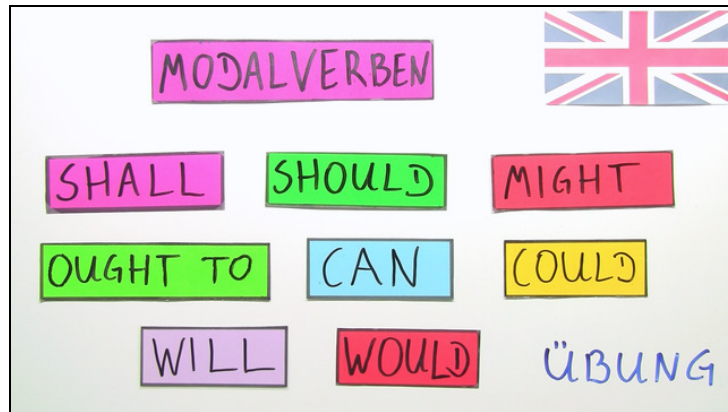 MODALVERBEN
SHALL SHOULD MIGHT
OUGHT TO CAN COULD
WILL WOULD ÜBUNG